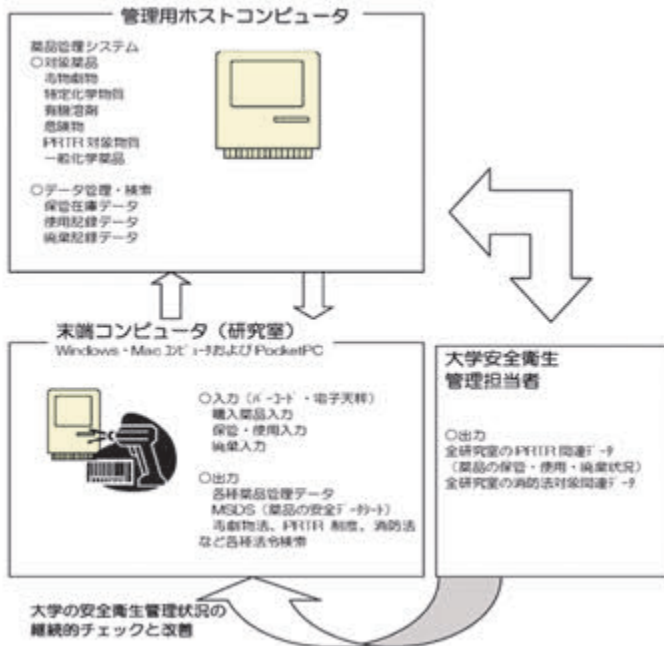 管理用ホストコンピュータ
薬品管理システム
○対象薬品
毒物劇物
特定化学物質
有機溶剤
危険物
PRTR 対象物質
一般化学薬品
○データ管理・検索
保管在庫データ
使用記録データ
廃棄記録データ
末端コンピュータ（研究室）
Windows・Mac コンピュータおよび PocketPC
○入力（バーコード・電子天秤）
購入薬品入力
保管・使用入力
廃棄入力
○出力
各種薬品管理データ
MSDS（薬品の安全データシート）
毒劇物法、PRTR 制度、消防法
など各種法令検索
大学安全衛生
管理担当者
○出力
全研究室のPRTR 関連データ
（薬品の保管・使用・廃棄状況）
全研究室の消防法対象関連データ
大学の安全衛生管理状況の
継続的チェックと改善